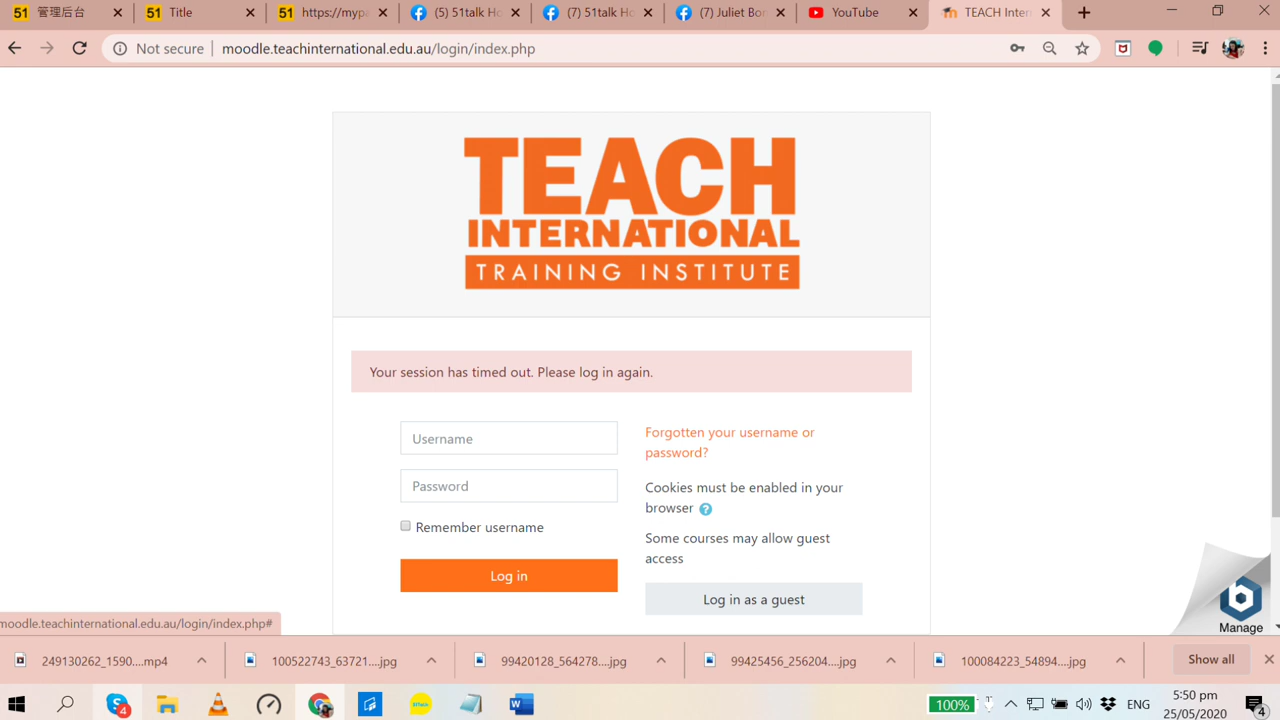 51 管理后台
51 Title
51 https://mypa
(5) 51talk Ho
(7) 51talk Ho
(7) Juliet Bon
YouTube
TEACH Inter
Not secure | moodle.teachinternational.edu.au/login/index.php
TEACH
INTERNATIONAL
TRAINING INSTITUTE
Your session has timed out. Please log in again.
Username
Password
Remember username
Log in
Forgotten your username or
password?
Cookies must be enabled in your
browser ?
Some courses may allow guest
access
Log in as a guest
Manage
moodle.teachinternational.edu.au/login/index.php#
249130262_1590....mp4
100522743_63721....jpg
99420128_564278....jpg
99425456_256204....jpg
100084223_54894....jpg
Show all
4
100%
ENG
5:50 pm
25/05/2020
4